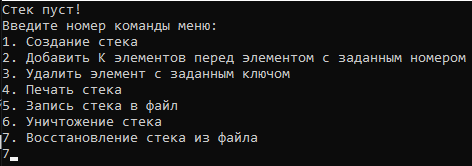 Стек пуст!
Введите номер команды меню:
1. Создание стека
2. Добавить К элементов перед элементом с заданным номером
3. Удалить элемент с заданным ключом
4. Печать стека
5. Запись стека в файл
6. Уничтожение стека
7. Восстановление стека из файла
7